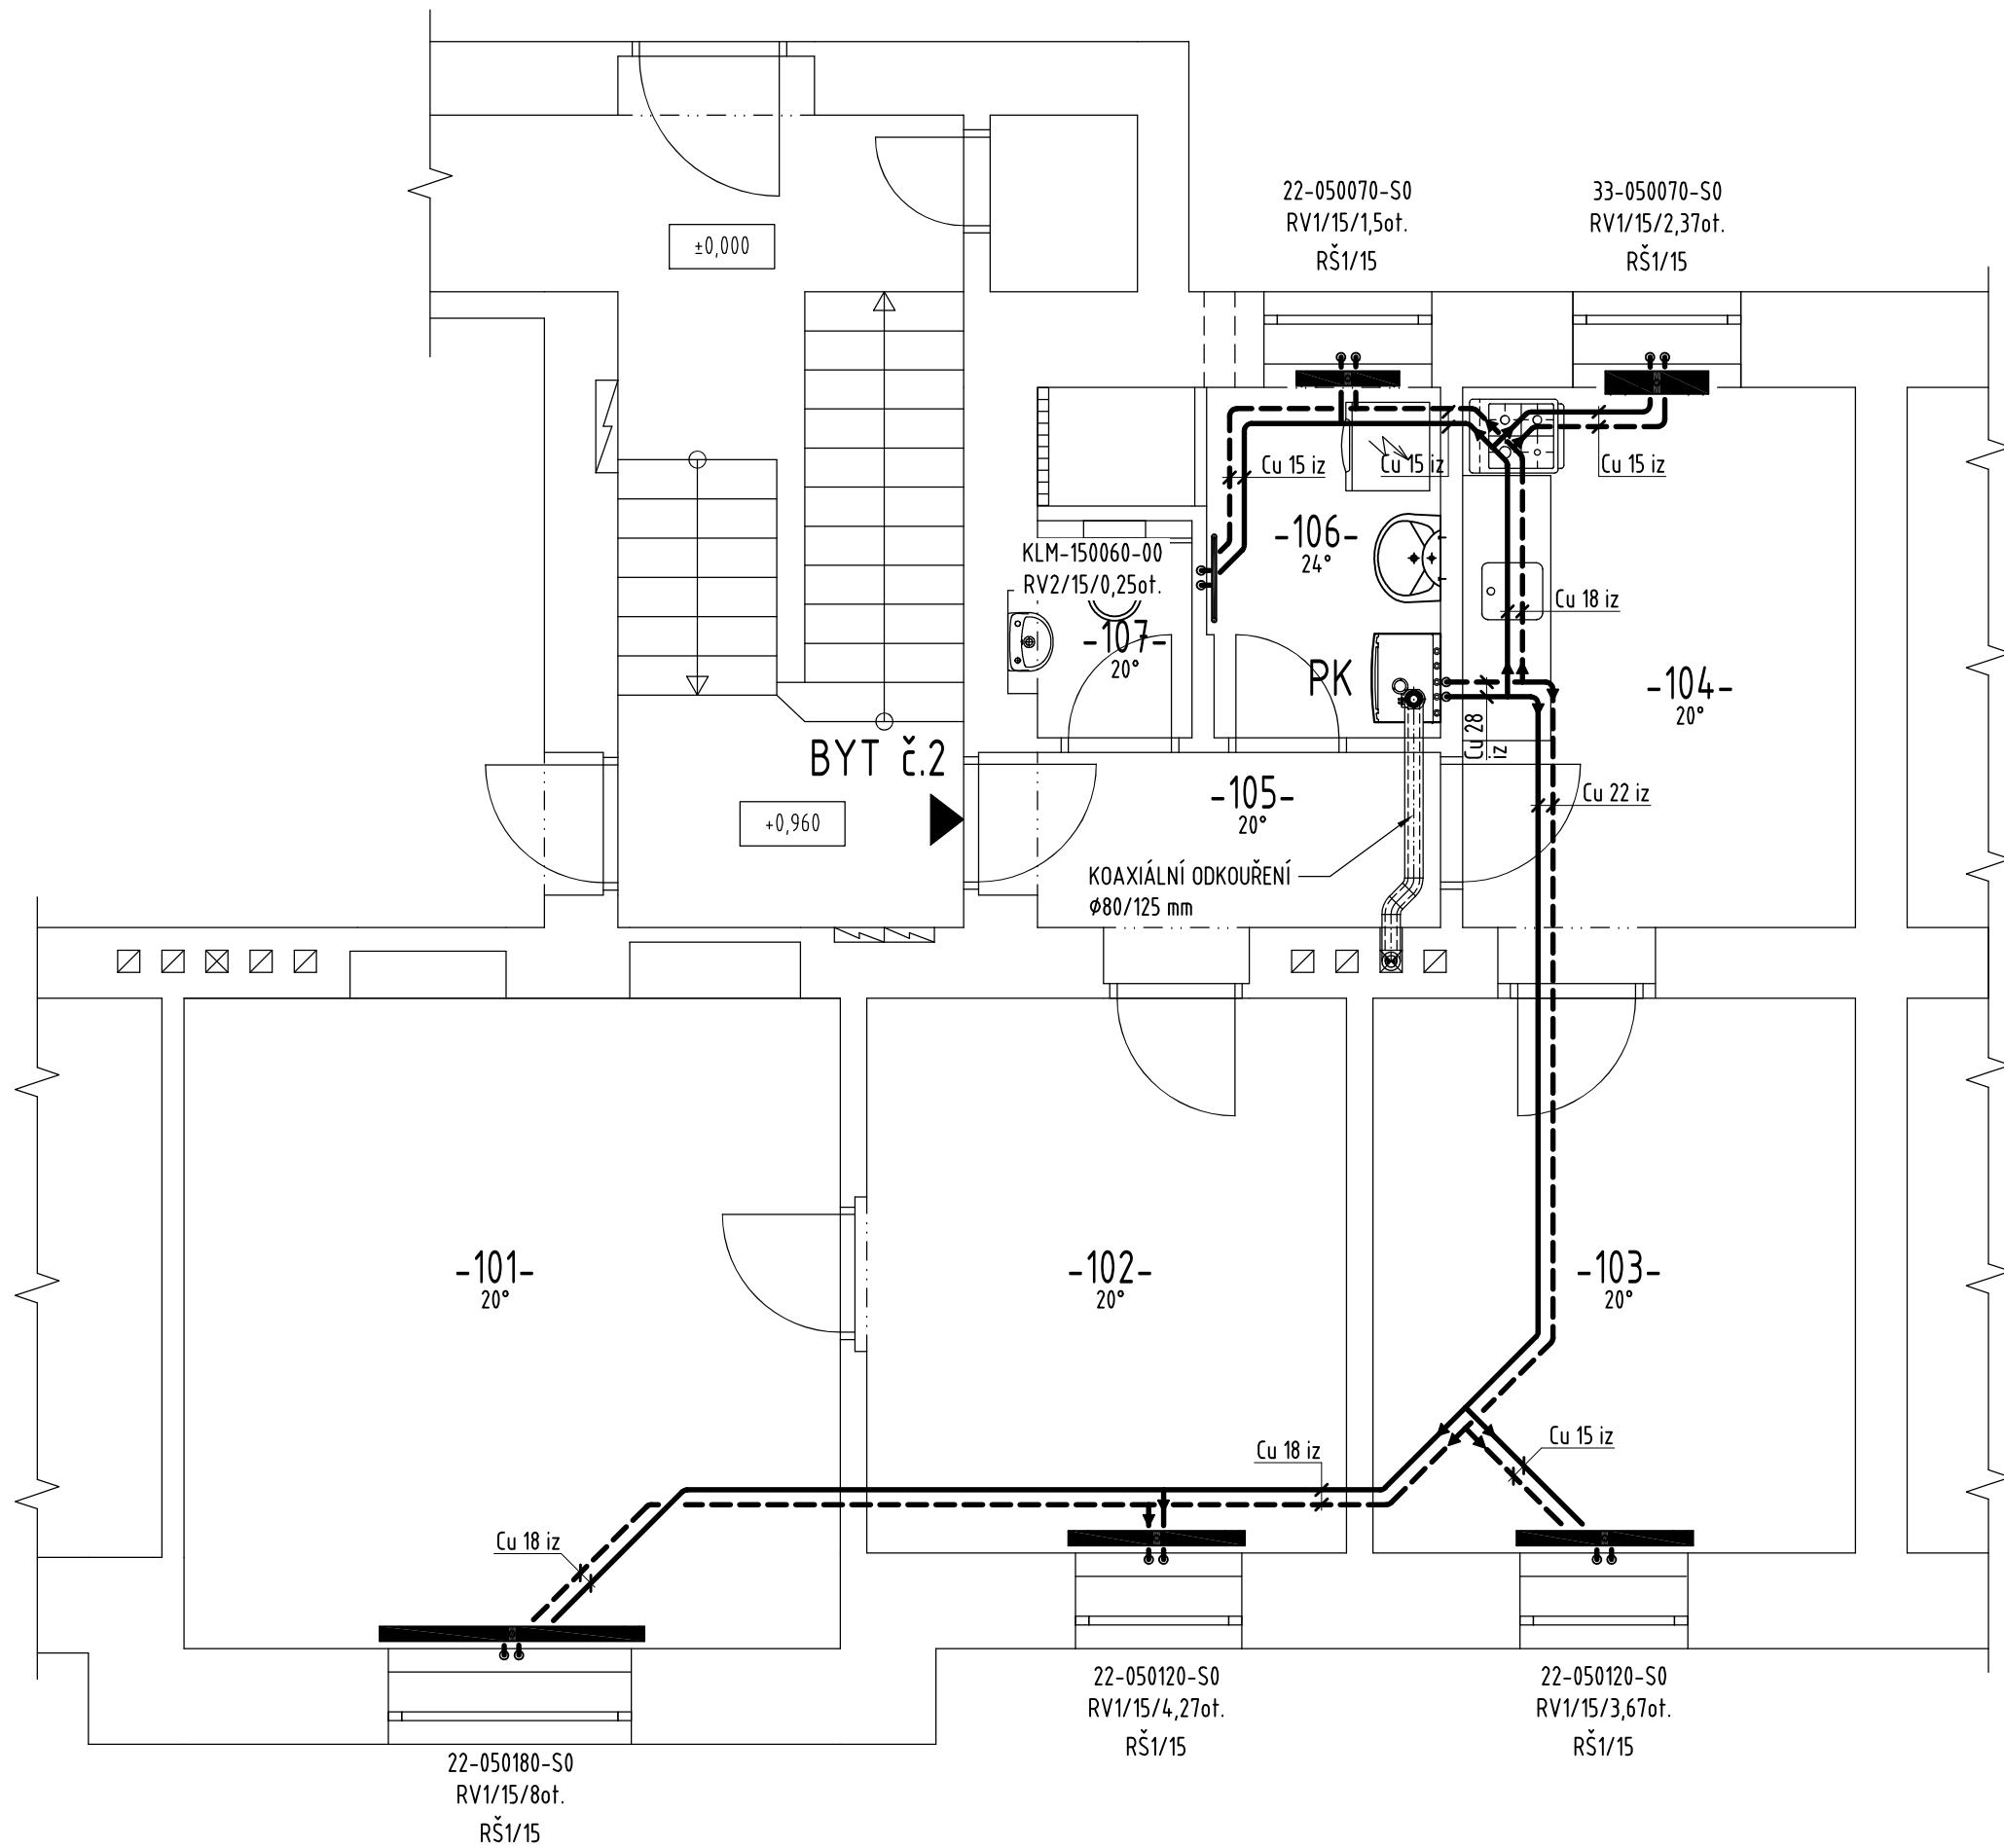 22-050070-S0
RV1/15/1,5ot.
RŠ1/15
33-050070-S0
RV1/15/2,37ot.
RŠ1/15
±0,000
Cu 15 iz
Cu 15 iz
Cu 15 iz
-106-
24°
KLM-150060-00
RV2/15/0,25ot.
-107-
20°
Cu 18 iz
PK
-104-
20°
Cu 28
iz
BYT č.2
+0,960
-105-
20°
Cu 22 iz
KOAXIÁLNÍ ODKOUŘENÍ
ϕ80/125 mm
-101-
20°
-102-
20°
-103-
20°
Cu 18 iz
Cu 15 iz
Cu 18 iz
22-050120-S0
RV1/15/4,27ot.
RŠ1/15
22-050120-S0
RV1/15/3,67ot.
RŠ1/15
22-050180-S0
RV1/15/8ot.
RŠ1/15